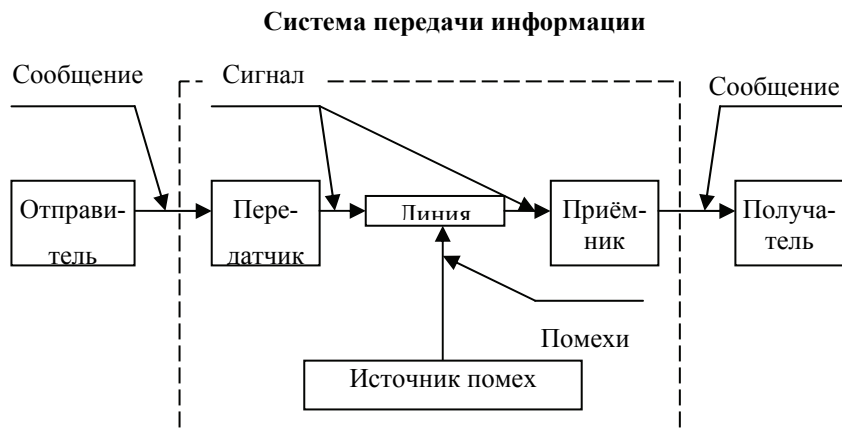 Система передачи информации
Сообщение
Сигнал
Сообщение
Отправи-
тель
Пере-
датчик
Линия
Приём-
ник
Получа-
тель
Помехи
Источник помех